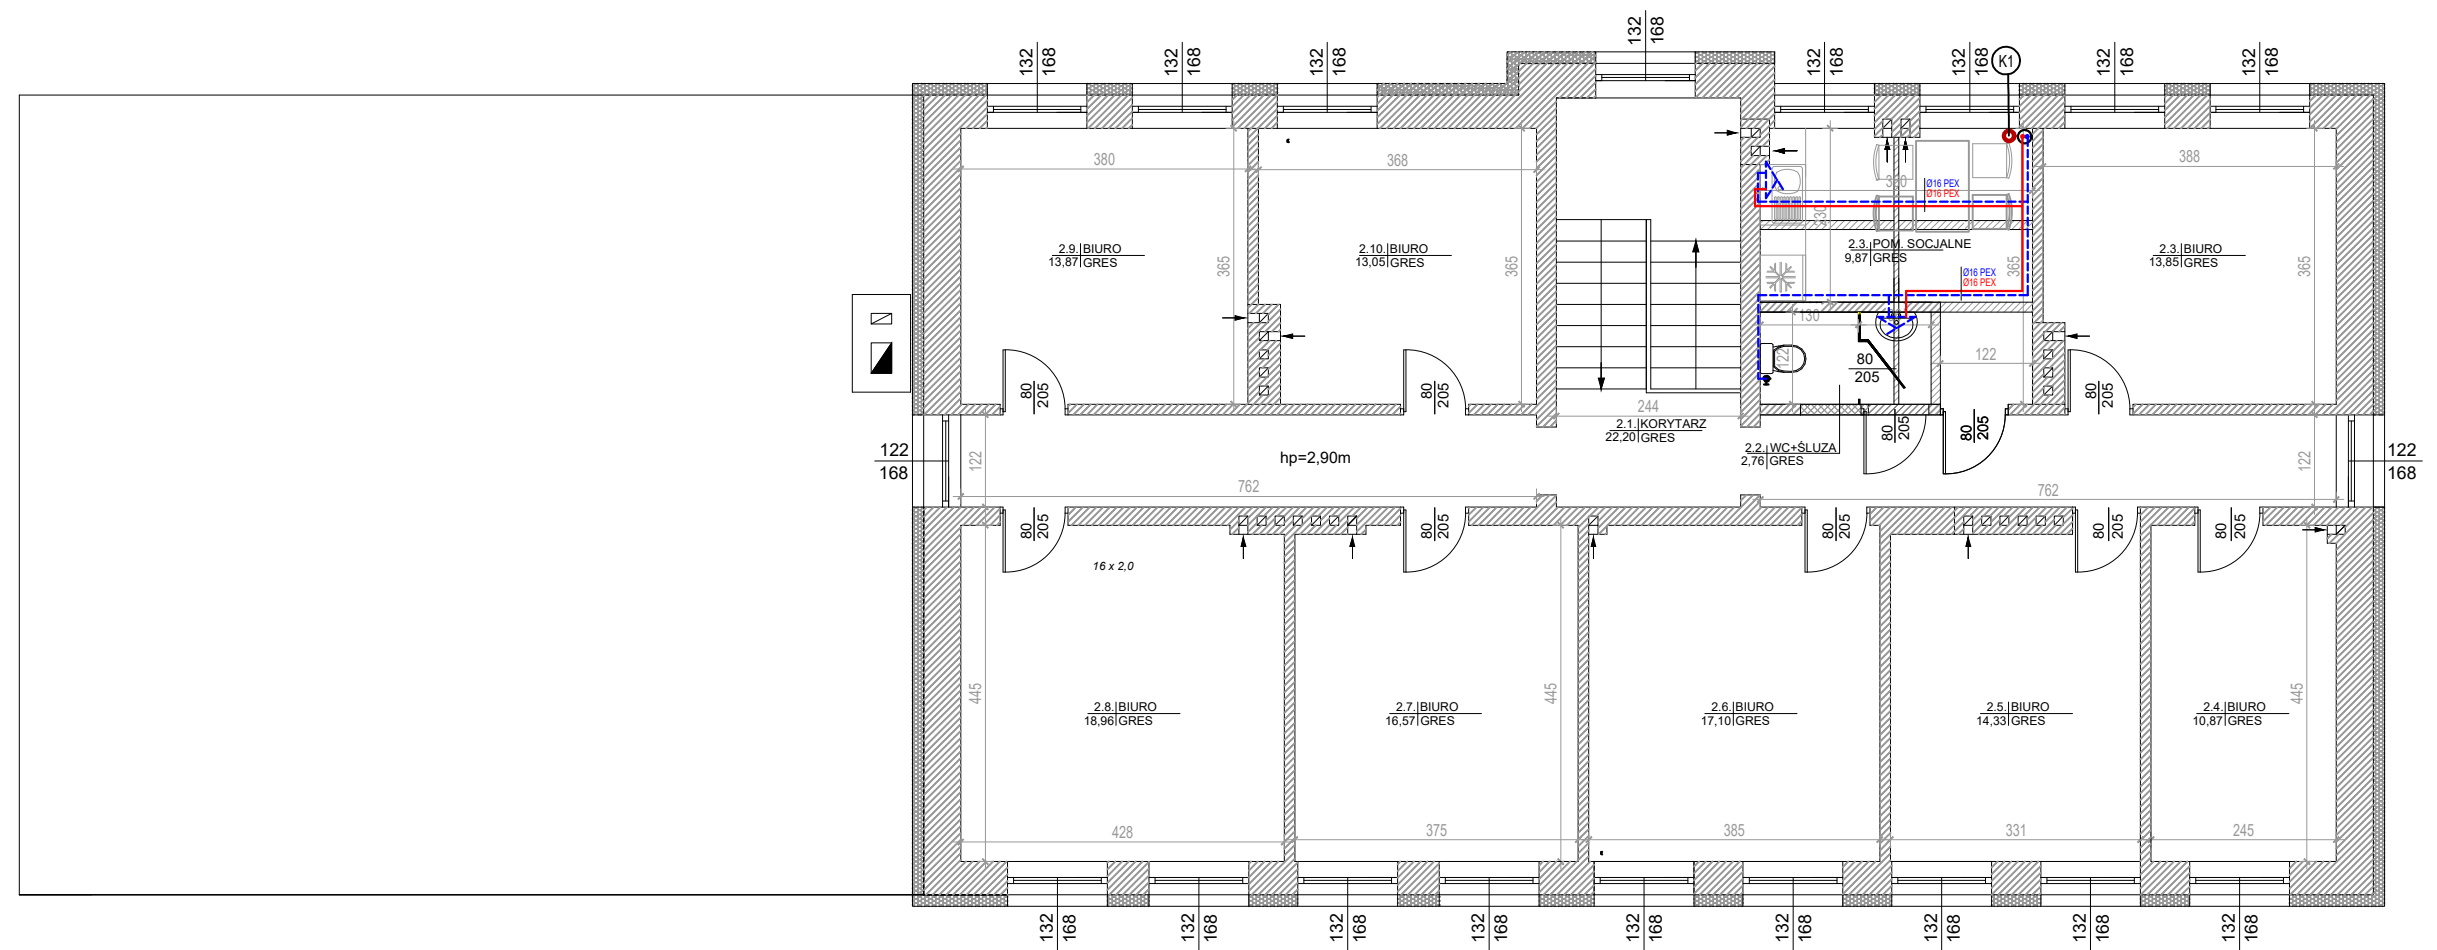 132
168
132
168
132
168
132
168
132
168
132
168
K1
132
168
132
168
380
368
330
388
Ø16 PEX
Ø16 PEX
230
2.9. BIURO
13,87 GRES
365
2.10. BIURO
13,05 GRES
365
2.3. POM. SOCJALNE
9,87 GRES
365
2.3. BIURO
13,85 GRES
365
Ø16 PEX
Ø16 PEX
130
122
80
205
122
80
205
80
205
80
205
244
2.1. KORYTARZ
22,20 GRES
80
205
80
205
2.2. WC+ŚLUZA
2,76 GRES
122
168
122
hp=2,90m
122
122
168
762
762
80
205
80
205
80
205
80
205
80
205
16 x 2,0
445
2.8. BIURO
18,96 GRES
2.7. BIURO
16,57 GRES
445
2.6. BIURO
17,10 GRES
2.5. BIURO
14,33 GRES
2.4. BIURO
10,87 GRES
445
428
375
385
331
245
132
168
132
168
132
168
132
168
132
168
132
168
132
168
132
168
132
168